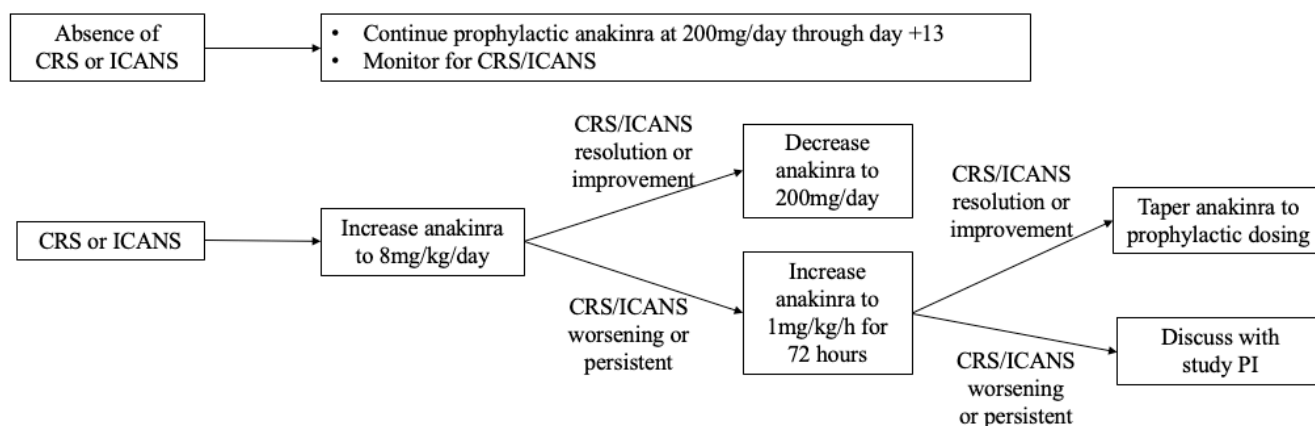 Absence of
CRS or ICANS
• Continue prophylactic anakinra at 200mg/day through day +13
• Monitor for CRS/ICANS
CRS or ICANS
Increase anakinra
to 8mg/kg/day
CRS/ICANS
resolution or
improvement
Decrease
anakinra to
200mg/day
CRS/ICANS
worsening or
persistent
Increase
anakinra to
1mg/kg/h for
72 hours
CRS/ICANS
resolution or
improvement
Taper anakinra to
prophylactic dosing
CRS/ICANS
worsening
or persistent
Discuss with
study PI